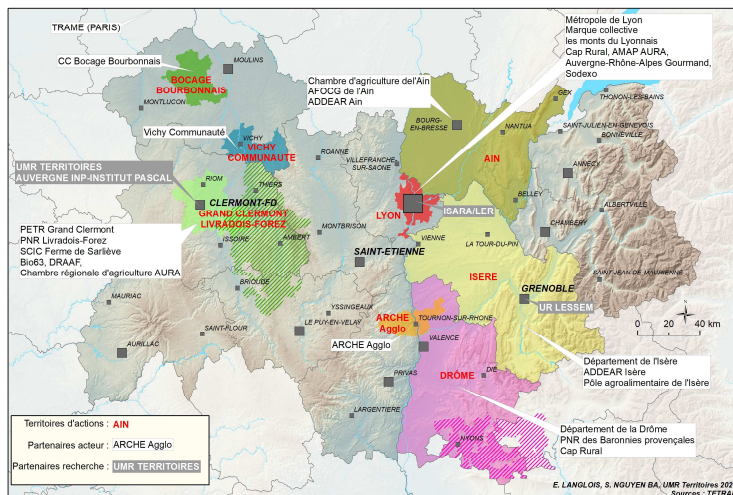 TRAME (PARIS)
CC Bocage Bourbonnais
MOULINS
BOCAGE
BOURBONNAIS
MONTLUCON
Vichy Communauté
VICHY
VICHY
COMMUNAUTE
UMR TERRITOIRES
AUVERGNE INP-INSTITUT PASCAL
RIOM
THIERS
CLERMONT-FD
GRAND CLERMONT
LIVRADOIS-FOREZ
PETR Grand Clermont
PNR Livradois-Forez
SCIC Ferme de Sarliève
Bio63, DRAAF,
Chambre régionale d'agriculture AURA
ISSOIRE
AMBERT
BRIOUDE
MAURIAC
SAINT-FLOUR
AURILLAC
YSSINGEAUX
LE PUY-EN-VELAY
ROANNE
MONTBRISON
SAINT-ETIENNE
VILLEFRANCHE-
SUR-SAONE
Métropole de Lyon
Marque collective
les monts du Lyonnais
Cap Rural, AMAP AURA,
Auvergne-Rhône-Alpes Gourmand,
Sodexo
Chambre d'agriculture del'Ain
AFOCG de l'Ain
ADDEAR Ain
BOURG-
EN-BRESSE
NANTUA
GEX
AIN
THONON-LES-BAINS
SAINT-JULIEN-EN-GENEVOIS
BONNEVILLE
ANNECY
BELLEY
ALBERTVILLE
CHAMBERY
SAINT-JEAN-DE-MAURIENNE
LYON
ISARA/LER
VIENNE
LA TOUR-DU-PIN
ISERE
GRENOBLE
UR LESSEM
ARCHE
Agglo
TOURNON-SUR-RHONE
ARCHE Agglo
VALENCE
PRIVAS
DRÔME
DIE
LARGENTIERE
NYONS
Département de l'Isère
ADDEAR Isère
Pôle agroalimentaire de l'Isère
Département de la Drôme
PNR des Baronnies provençales
Cap Rural
0 20 40 km
Territoires d'actions : AIN
Partenaires acteur : ARCHE Agglo
Partenaires recherche : UMR TERRITOIRES
E. LANGLOIS, S. NGUYEN BA, UMR Territoires 202
Sources : TETRA